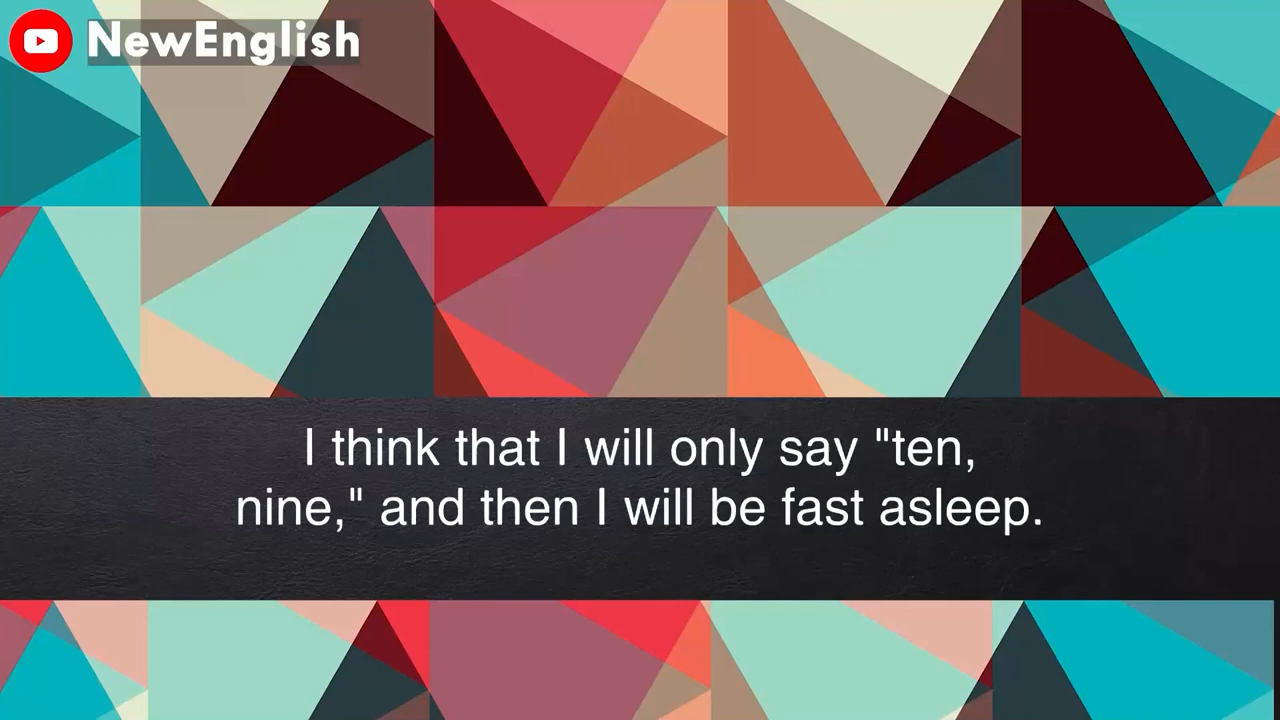 NewEnglish
I think that I will only say "ten,
nine," and then I will be fast asleep.